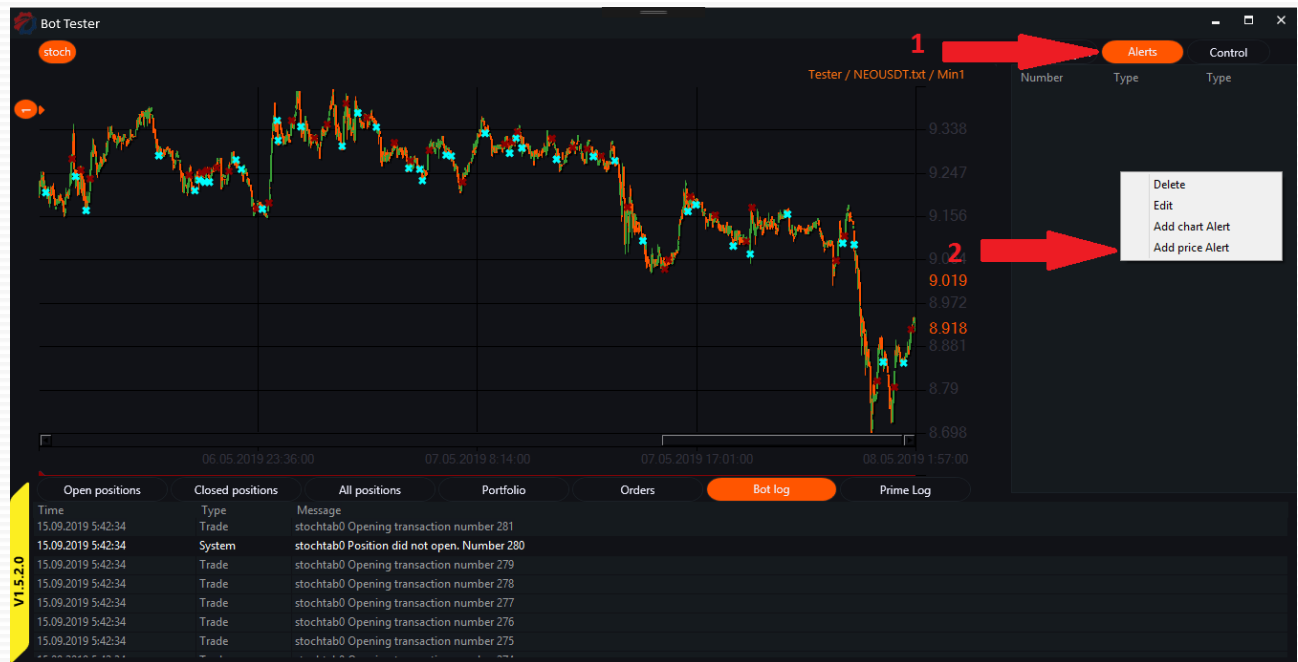 Bot Tester
stoch
1
Alerts
Control
Tester / NEOUSDT.txt / Min1
Number Type Type
1
9.338
9.247
9.156
Delete
Edit
Add chart Alert
Add price Alert
2
9.019
8.972
8.918
8.881
8.79
8.698
06.05.2019 23:36:00 07.05.2019 8:14:00 07.05.2019 17:01:00 08.05.2019 1:57:00
Open positions Closed positions All positions Portfolio Orders Bot log Prime Log
Time Type Message
15.09.2019 5:42:34 Trade stochtab0 Opening transaction number 281
15.09.2019 5:42:34 System stochtab0 Position did not open. Number 280
15.09.2019 5:42:34 Trade stochtab0 Opening transaction number 279
15.09.2019 5:42:34 Trade stochtab0 Opening transaction number 278
15.09.2019 5:42:34 Trade stochtab0 Opening transaction number 277
15.09.2019 5:42:34 Trade stochtab0 Opening transaction number 276
15.09.2019 5:42:34 Trade stochtab0 Opening transaction number 275
V1.5.2.0